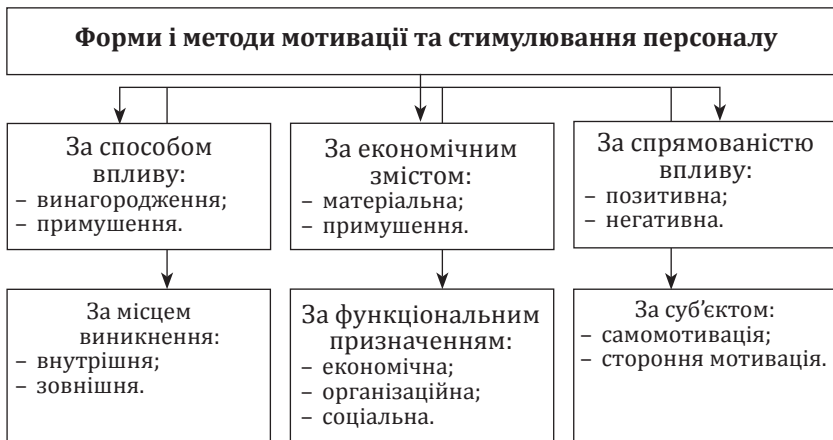 Форми і методи мотивації та стимулювання персоналу
За способом
впливу:
– винагородження;
– примушення.
За економічним
змістом:
– матеріальна;
– примушення.
За спрямованістю
впливу:
– позитивна;
– негативна.
За місцем
виникнення:
– внутрішня;
– зовнішня.
За функціональним
призначенням:
– економічна;
– організаційна;
– соціальна.
За суб’єктом:
– самомотивація;
– стороння мотивація.